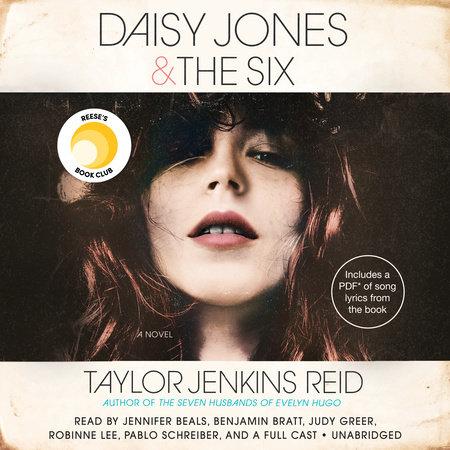 DAISY JONES
& THE SIX
REESE'S
BOOK CLUB
Includes a
PDF* of song
lyrics from
the book
A NOVEL
TAYLOR JENKINS REID
AUTHOR OF THE SEVEN HUSBANDS OF EVELYN HUGO
READ BY JENNIFER BEALS, BENJAMIN BRATT, JUDY GREER,
ROBINNE LEE, PABLO SCHREIBER, AND A FULL CAST • UNABRIDGED